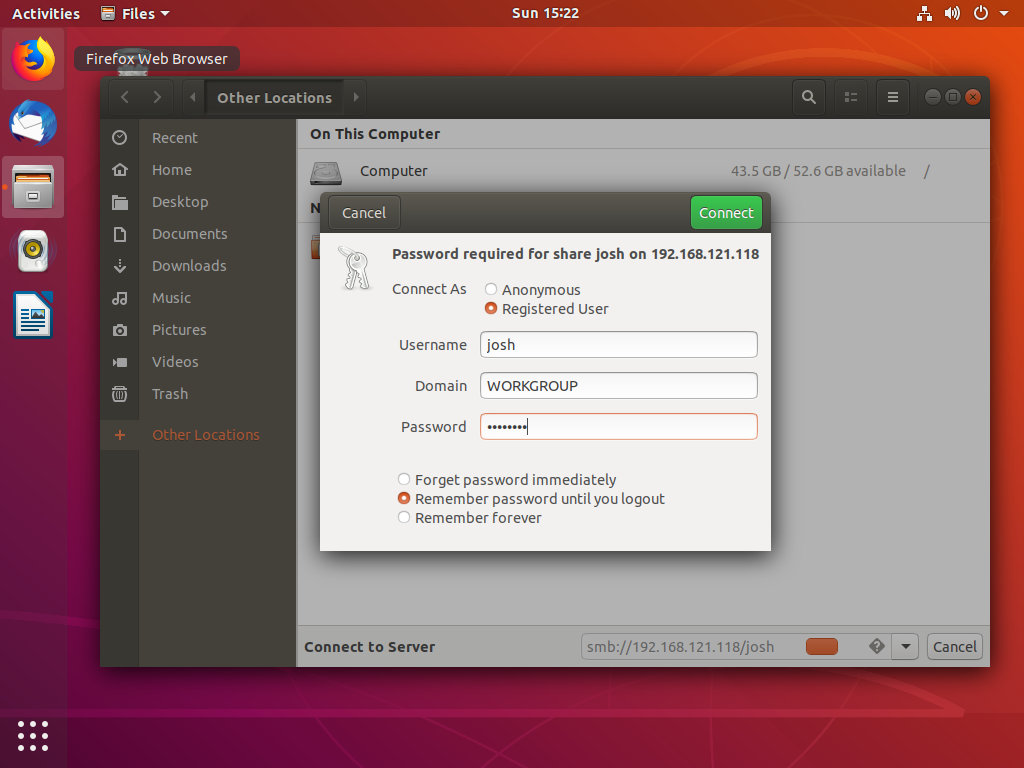 Activities
Files
Sun 15:22
Firefox Web Browser
Other Locations
Recent
Home
Desktop
Documents
Downloads
Music
Pictures
Videos
Trash
Other Locations
On This Computer
Computer
43.5 GB / 52.6 GB available
/
N
Cancel
Connect
Password required for share josh on 192.168.121.118
Connect As
Anonymous
Registered User
Username
josh
Domain
WORKGROUP
Password
••••••••
Forget password immediately
Remember password until you logout
Remember forever
Connect to Server
smb://192.168.121.118/josh
Cancel